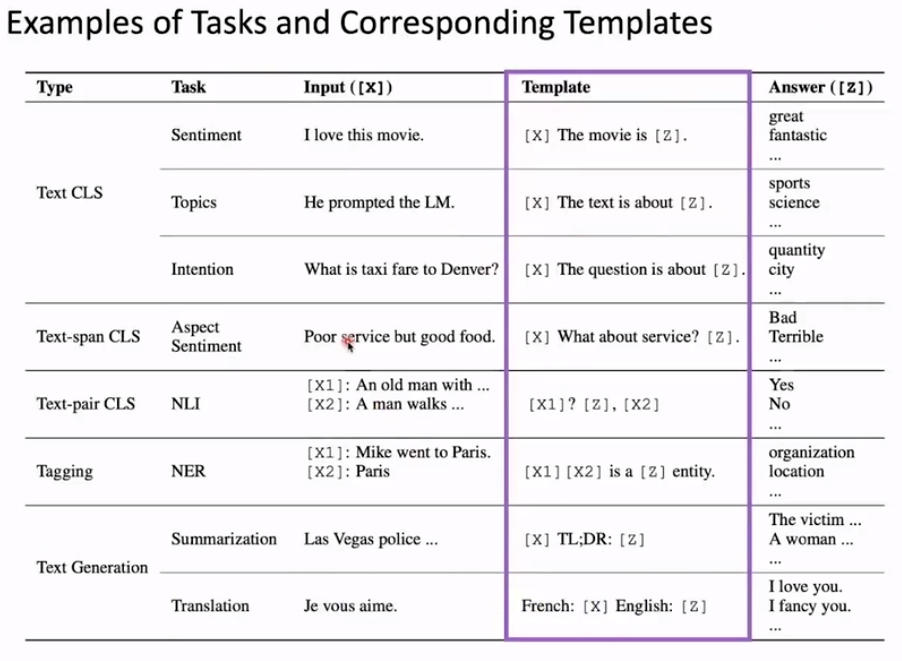 Examples of Tasks and Corresponding Templates
Type Task Input ([X]) Template Answer ([Z])
Text CLS
Sentiment I love this movie. [X] The movie is [Z].
great
fantastic
...
Topics He prompted the LM. [X] The text is about [Z].
sports
science
...
Intention What is taxi fare to Denver? [X] The question is about [Z].
quantity
city
...
Text-span CLS
Aspect
Sentiment
Poor service but good food. [X] What about service? [Z].
Bad
Terrible
...
Text-pair CLS NLI
[X1]: An old man with ...
[X2]: A man walks ...
[X1]? [Z], [X2]
Yes
No
...
Tagging NER
[X1]: Mike went to Paris.
[X2]: Paris
[X1] [X2] is a [Z] entity.
organization
location
...
Text Generation
Summarization Las Vegas police ... [X] TL;DR: [Z]
The victim ...
A woman ...
...
Translation Je vous aime. French: [X] English: [Z]
I love you.
I fancy you.
...